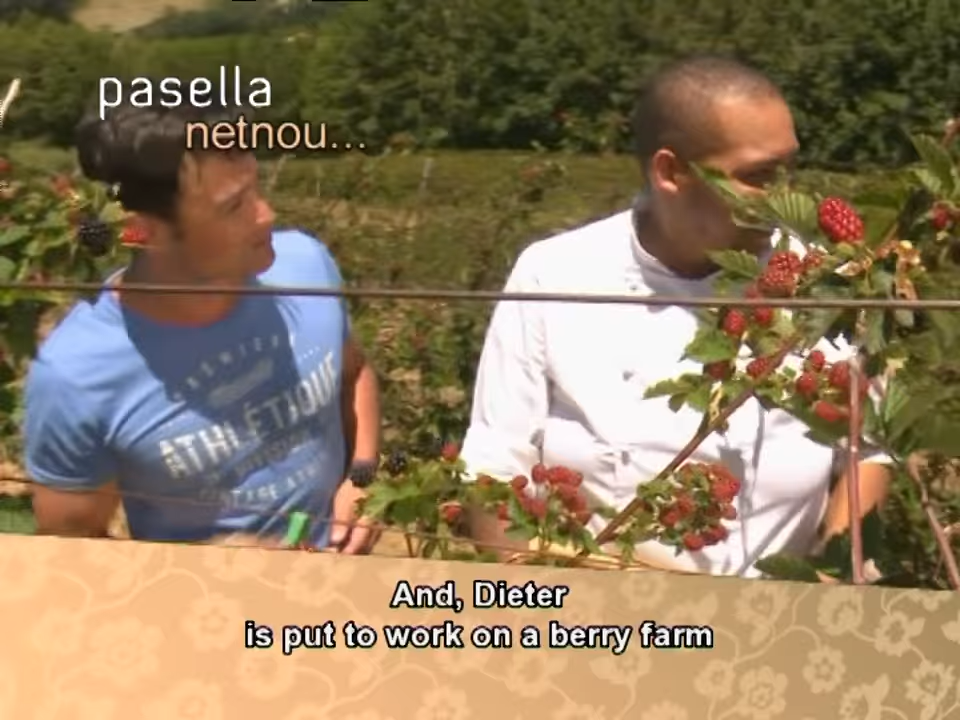 pasella
netnou...
ATHLÉTIQUE
And, Dieter
is put to work on a berry farm